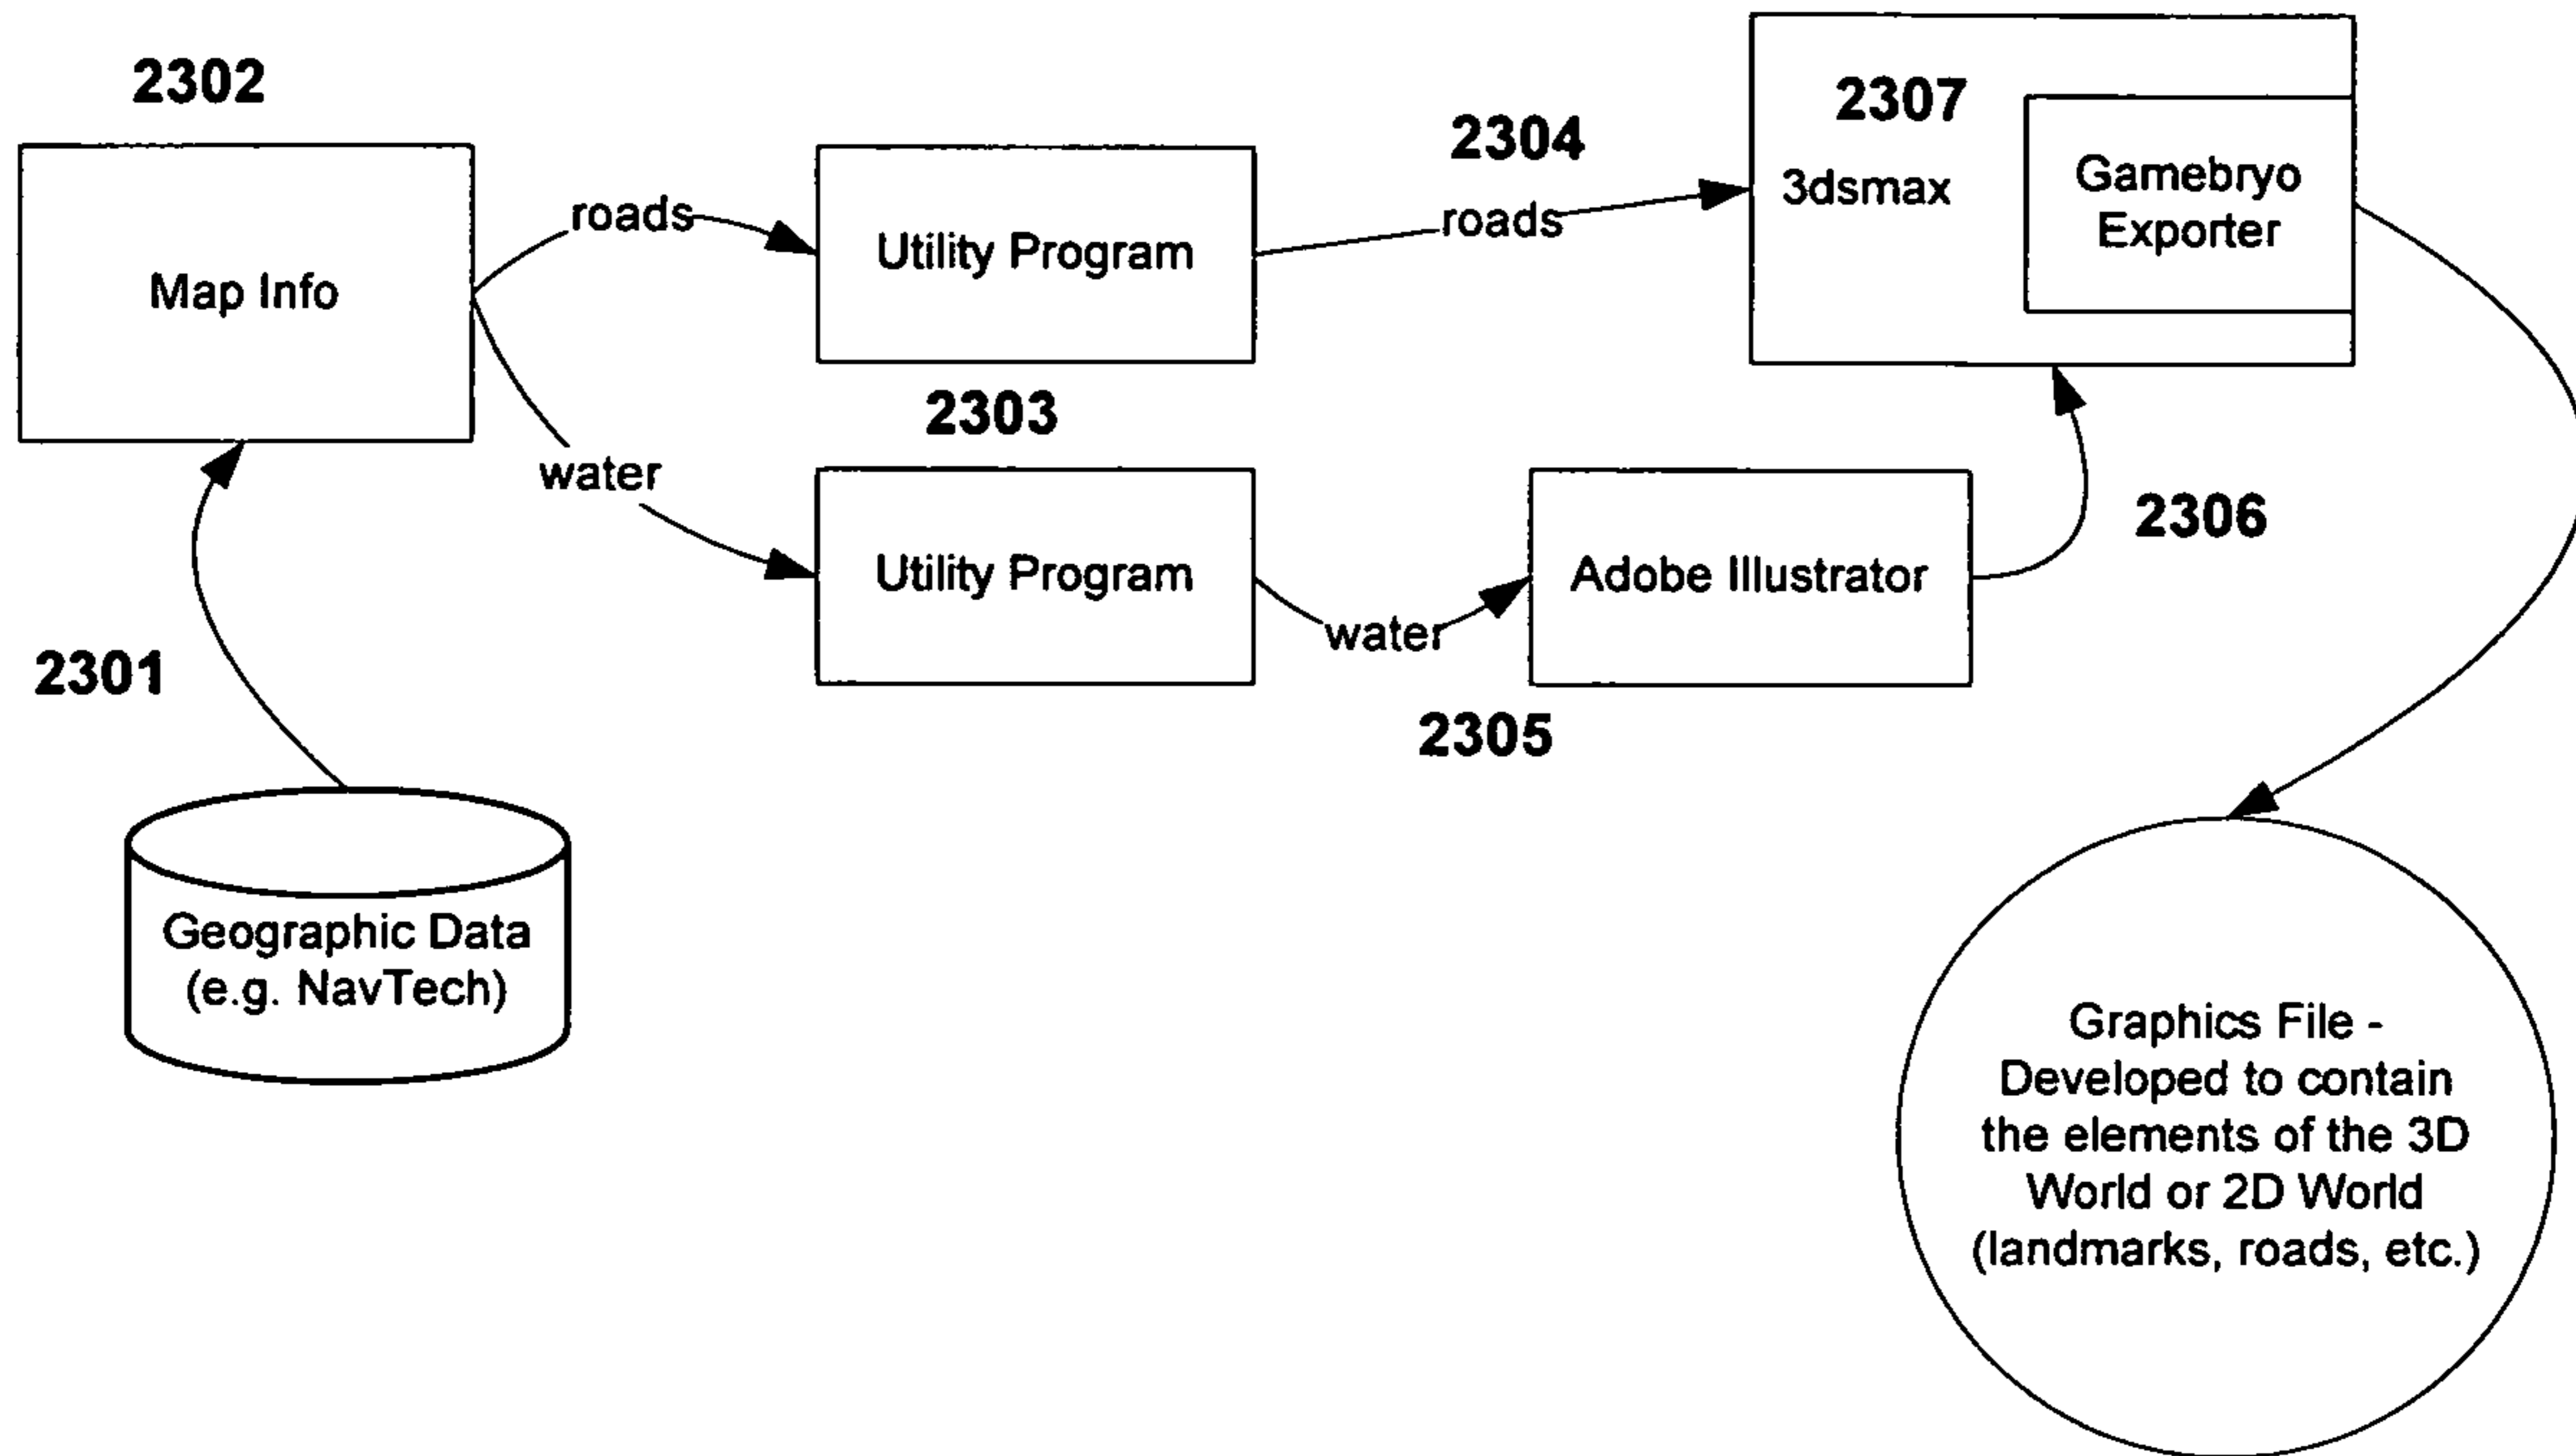 2302
Map Info
roads
water
2301
Geographic Data
(e.g. NavTech)
Utility Program
2303
Utility Program
2304
roads
water
2305
Adobe Illustrator
2306
2307
3dsmax
Gamebryo
Exporter
Graphics File -
Developed to contain
the elements of the 3D
World or 2D World
(landmarks, roads, etc.)